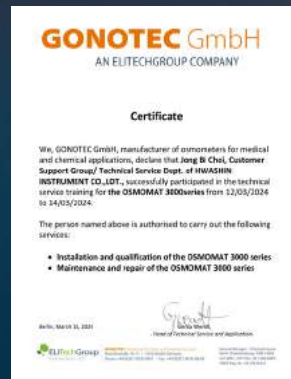 GONOTEC GmbH
AN ELITECHGROUP COMPANY
Certificate
We, GONOTEC GmbH, manufacturer of osmometers for medical
and chemical applications, declare that Jong Bi Choi, Customer
Support Group/ Technical Service Dept. of HWASHIN
INSTRUMENT CO.,LDT., successfully participated in the technical
service training for the OSMOMAT 3000series from 12/03/2024
to 14/03/2024.
The person named above is authorised to carry out the following
services:
• Installation and qualification of the OSMOMAT 3000 series
• Maintenance and repair of the OSMOMAT 3000 series
Berlin, March
- Head of Technical Service and Application -
ELITechGroup